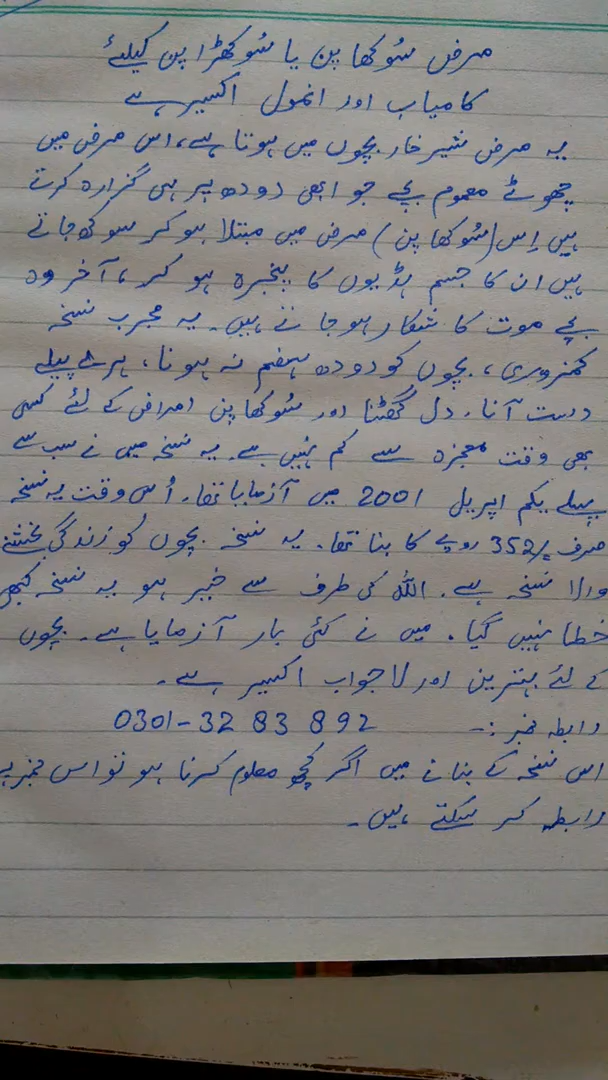 مرض سُوکھا پن یا سُوکھڑا پن کیلئے
کامیاب اور انمول اکسیر ہے
یہ مرض شیر خار بچوں میں ہوتا ہے، اس مرض میں
چھوٹے معصوم بچے جو ابھی دودھ پر ہی گزارہ کرتے
ہیں اِس (سُوکھا پن) مرض میں مبتلا ہو کر سوکھ جاتے
ہیں ان کا جسم ہڈیوں کا پنجرہ ہو کر، آخر وہ
بچے موت کا شکار ہو جاتے ہیں۔ یہ مجرب نسخہ
کمزوری، بچوں کو دودھ ہضم نہ ہونا، ہرے پیلے
دست آنا۔ دل گھٹنا اور سُوکھا پن امراض کے لئے کسی
بھی وقت معجزہ سے کم نہیں ہے۔ یہ نسخہ میں نے سب سے
پہلے یکم اپریل 2001 میں آزمایا تھا۔ اُس وقت یہ نسخہ
صرف 352/= روپے کا بنا تھا۔ یہ نسخہ بچوں کو زندگی بخشنے
والا نسخہ ہے۔ اللہ کی طرف سے خیر ہو یہ نسخہ کبھی
خطا نہیں گیا۔ میں نے کئی بار آزمایا ہے۔ بچوں
کے لئے بہترین اور لاجواب اکسیر ہے۔
رابطہ نمبر :- 0301-32 83 892
اس نسخہ کے بنانے میں اگر کچھ معلوم کرنا ہو تو اس نمبر پہ
رابطہ کر سکتے ہیں۔